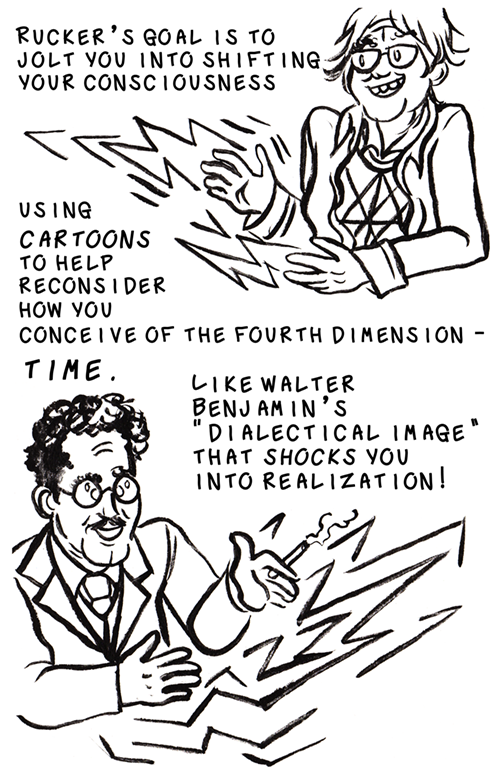 RUCKER'S GOAL IS TO
JOLT YOU INTO SHIFTING
YOUR CONSCIOUSNESS
USING
CARTOONS
TO HELP
RECONSIDER
HOW YOU
CONCEIVE OF THE FOURTH DIMENSION -
TIME.
LIKE WALTER
BENJAMIN'S
"DIALECTICAL IMAGE"
THAT SHOCKS YOU
INTO REALIZATION!